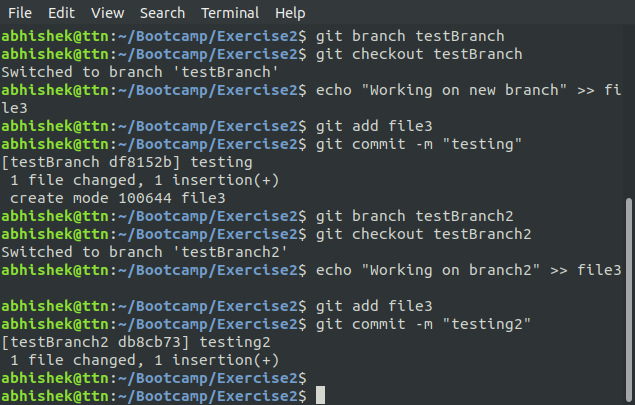 File Edit View Search Terminal Help
abhishek@ttn:~/Bootcamp/Exercise2$ git branch testBranch
abhishek@ttn:~/Bootcamp/Exercise2$ git checkout testBranch
Switched to branch 'testBranch'
abhishek@ttn:~/Bootcamp/Exercise2$ echo "Working on new branch" >> fi
le3
abhishek@ttn:~/Bootcamp/Exercise2$ git add file3
abhishek@ttn:~/Bootcamp/Exercise2$ git commit -m "testing"
[testBranch df8152b] testing
 1 file changed, 1 insertion(+)
 create mode 100644 file3
abhishek@ttn:~/Bootcamp/Exercise2$ git branch testBranch2
abhishek@ttn:~/Bootcamp/Exercise2$ git checkout testBranch2
Switched to branch 'testBranch2'
abhishek@ttn:~/Bootcamp/Exercise2$ echo "Working on branch2" >> file3
abhishek@ttn:~/Bootcamp/Exercise2$ git add file3
abhishek@ttn:~/Bootcamp/Exercise2$ git commit -m "testing2"
[testBranch2 db8cb73] testing2
 1 file changed, 1 insertion(+)
abhishek@ttn:~/Bootcamp/Exercise2$
abhishek@ttn:~/Bootcamp/Exercise2$